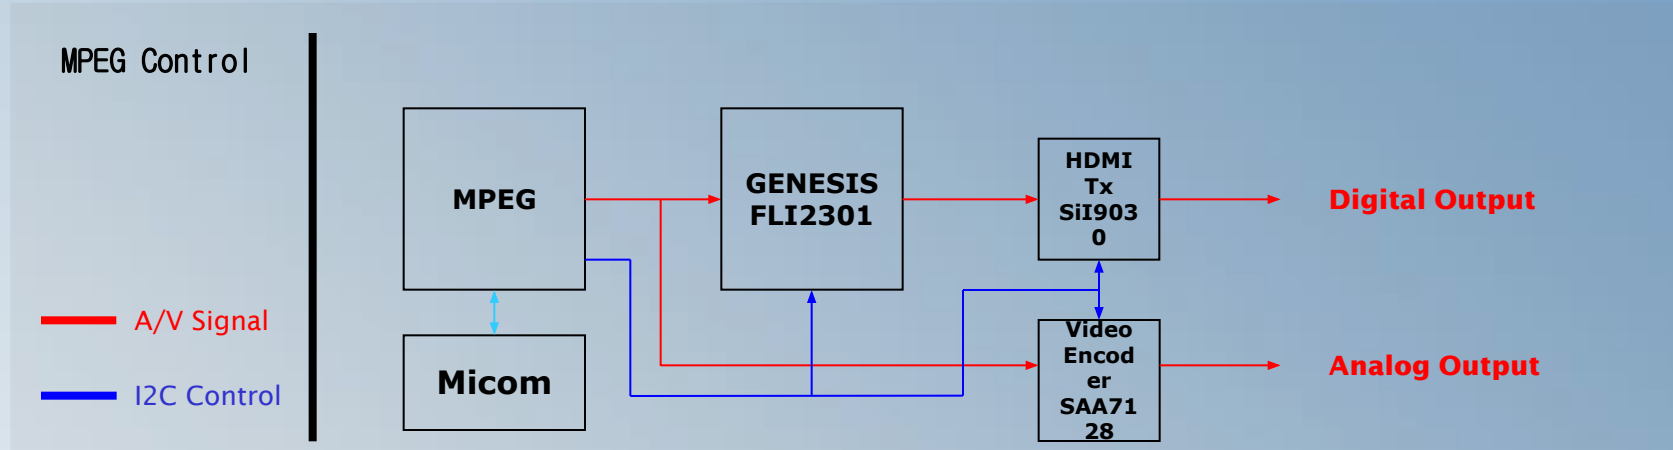 MPEG Control
MPEG
GENESIS
FLI2301
HDMI
Tx
SiI903
0
Digital Output
A/V Signal
Micom
Video
Encod
er
SAA71
28
Analog Output
I2C Control